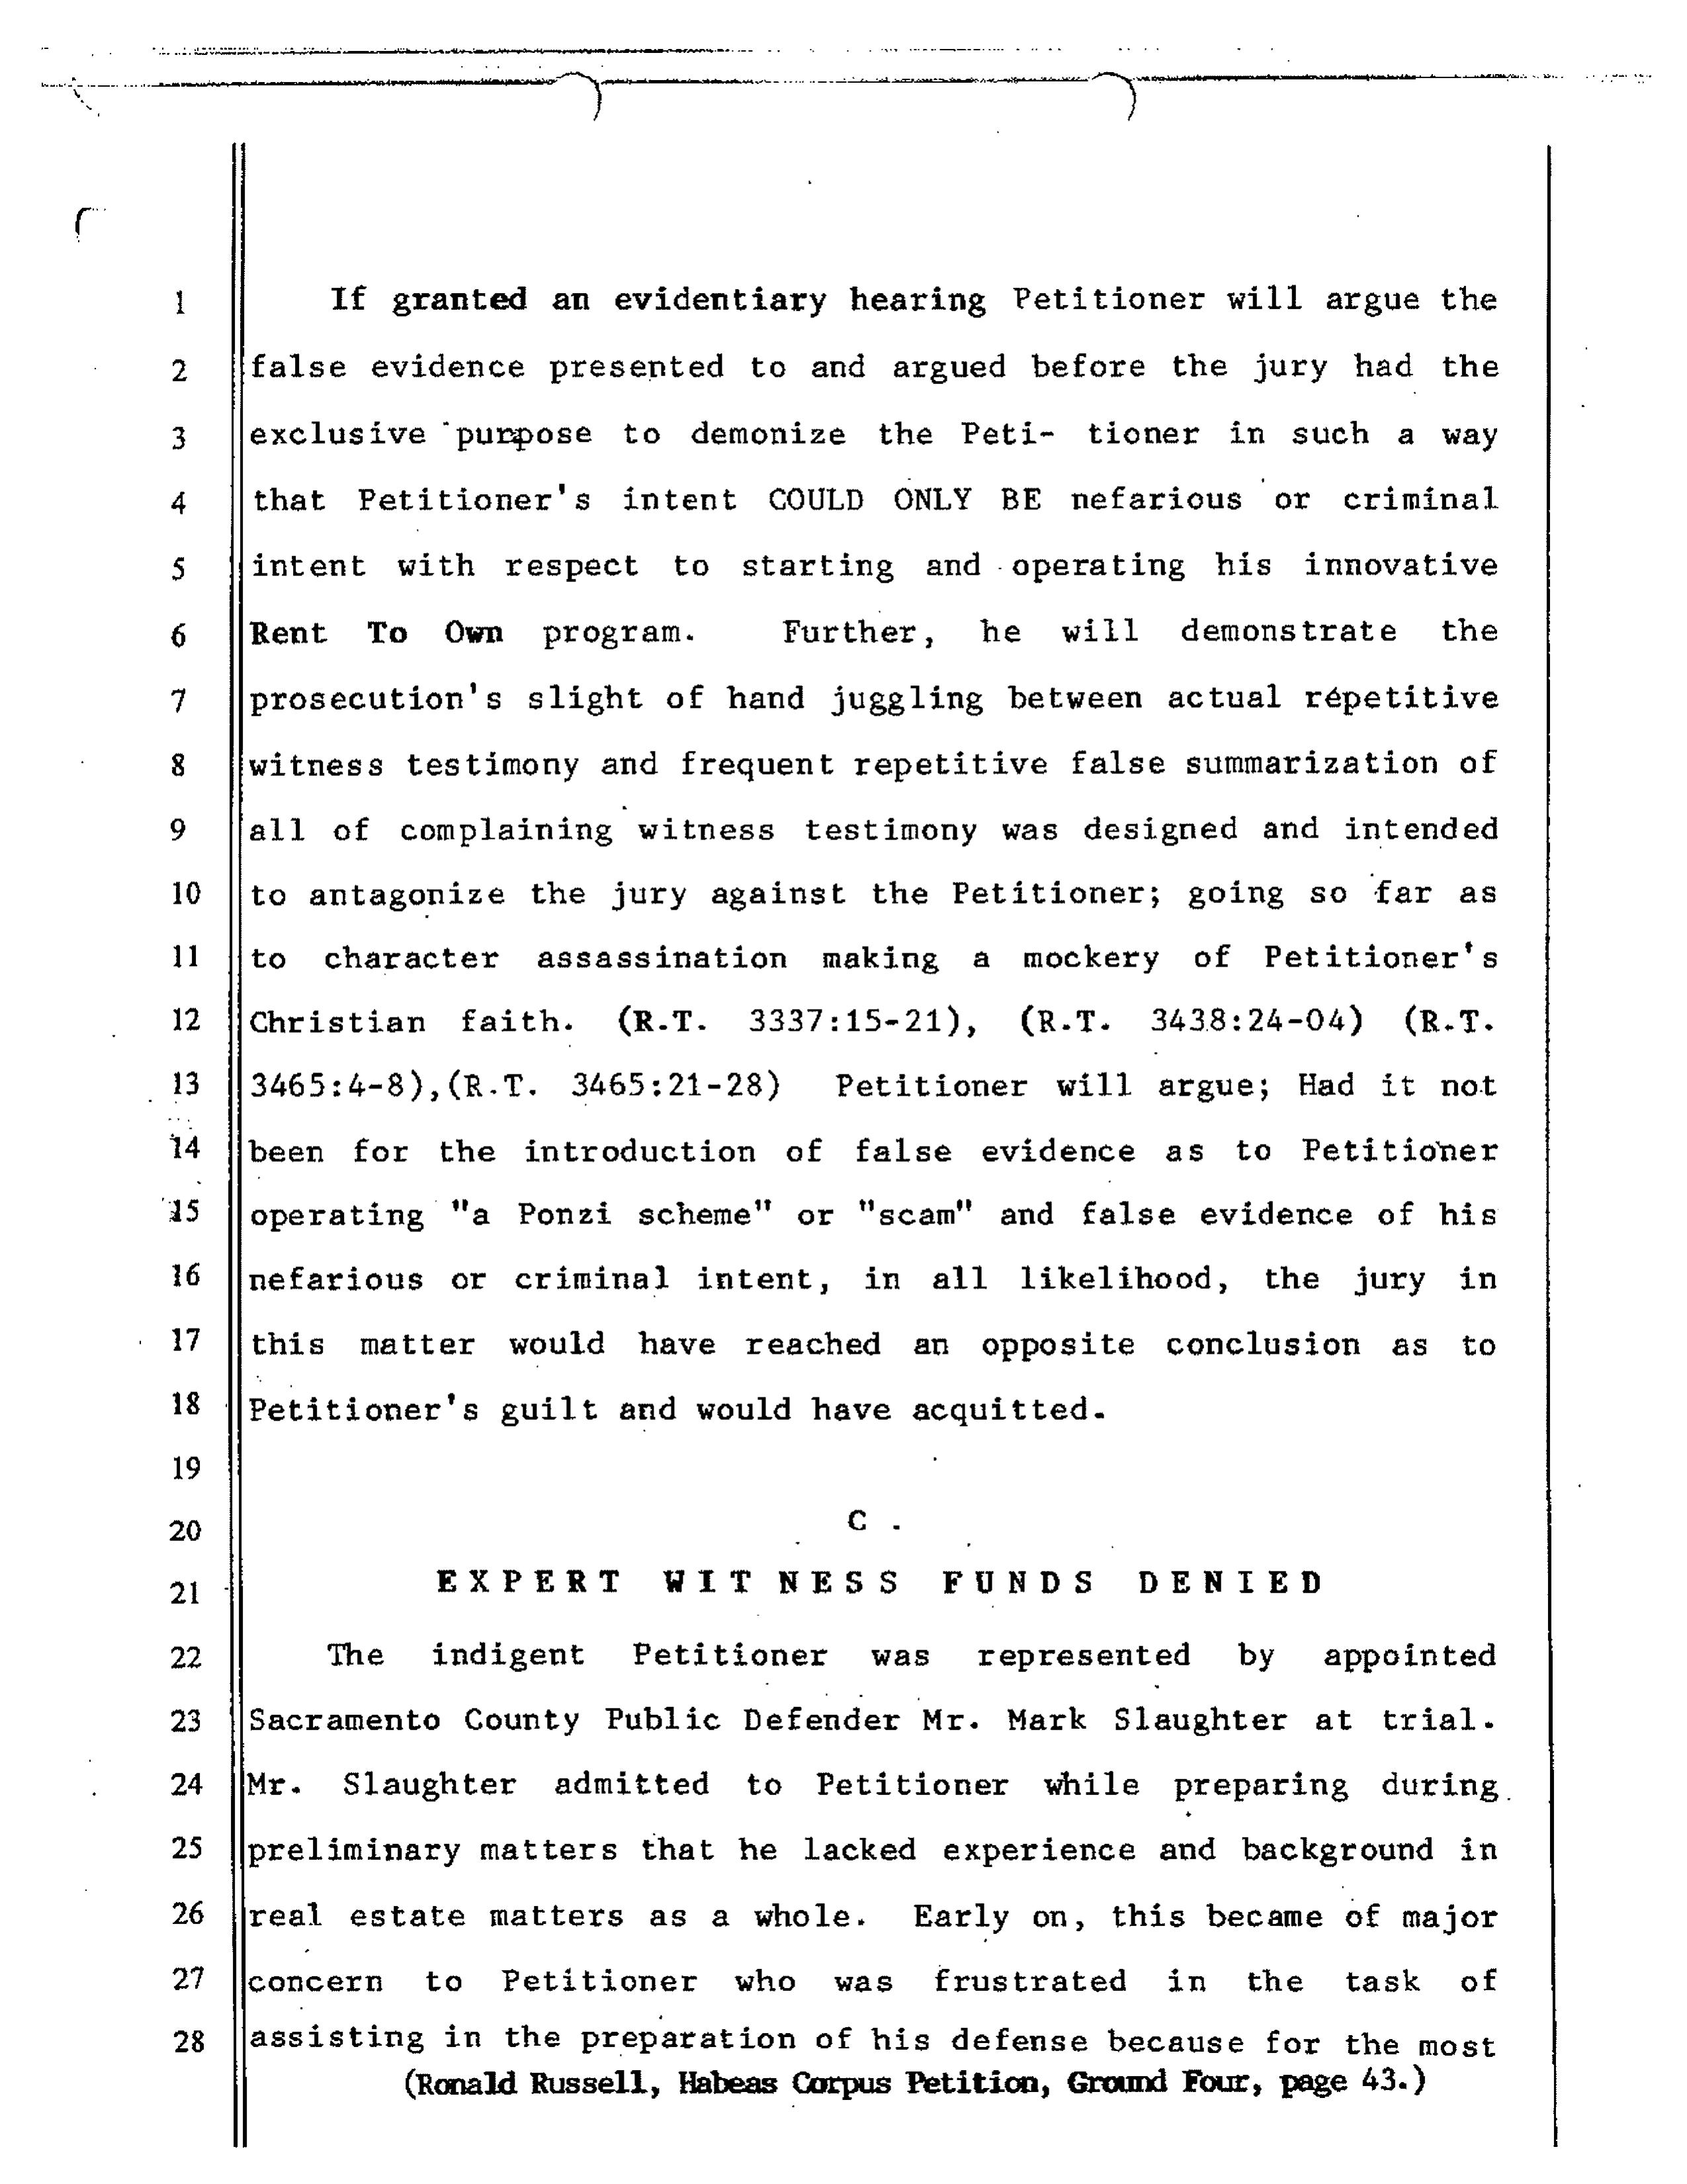 1 If granted an evidentiary hearing Petitioner will argue the
2 false evidence presented to and argued before the jury had the
3 exclusive purpose to demonize the Peti- tioner in such a way
4 that Petitioner's intent COULD ONLY BE nefarious or criminal
5 intent with respect to starting and operating his innovative
6 Rent To Own program. Further, he will demonstrate the
7 prosecution's slight of hand juggling between actual repetitive
8 witness testimony and frequent repetitive false summarization of
9 all of complaining witness testimony was designed and intended
10 to antagonize the jury against the Petitioner; going so far as
11 to character assassination making a mockery of Petitioner's
12 Christian faith. (R.T. 3337:15-21), (R.T. 3438:24-04) (R.T.
13 3465:4-8),(R.T. 3465:21-28) Petitioner will argue; Had it not
14 been for the introduction of false evidence as to Petitioner
15 operating "a Ponzi scheme" or "scam" and false evidence of his
16 nefarious or criminal intent, in all likelihood, the jury in
17 this matter would have reached an opposite conclusion as to
18 Petitioner's guilt and would have acquitted.
19
20 C .
21 EXPERT WITNESS FUNDS DENIED
22 The indigent Petitioner was represented by appointed
23 Sacramento County Public Defender Mr. Mark Slaughter at trial.
24 Mr. Slaughter admitted to Petitioner while preparing during
25 preliminary matters that he lacked experience and background in
26 real estate matters as a whole. Early on, this became of major
27 concern to Petitioner who was frustrated in the task of
28 assisting in the preparation of his defense because for the most
(Ronald Russell, Habeas Corpus Petition, Ground Four, page 43.)